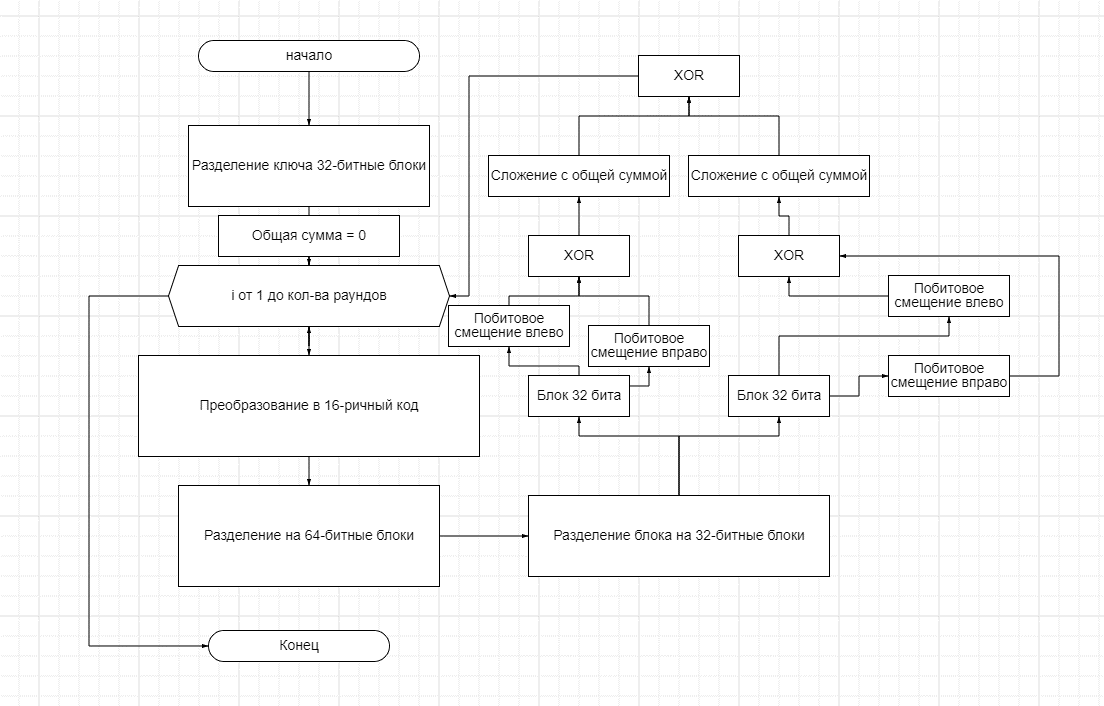 начало
Разделение ключа 32-битные блоки
Общая сумма = 0
i от 1 до кол-ва раундов
Преобразование в 16-ричный код
Разделение на 64-битные блоки
Разделение блока на 32-битные блоки
Блок 32 бита
Побитовое
смещение влево
Побитовое
смещение вправо
XOR
Сложение с общей суммой
Блок 32 бита
Побитовое
смещение влево
Побитовое
смещение вправо
XOR
Сложение с общей суммой
XOR
Конец